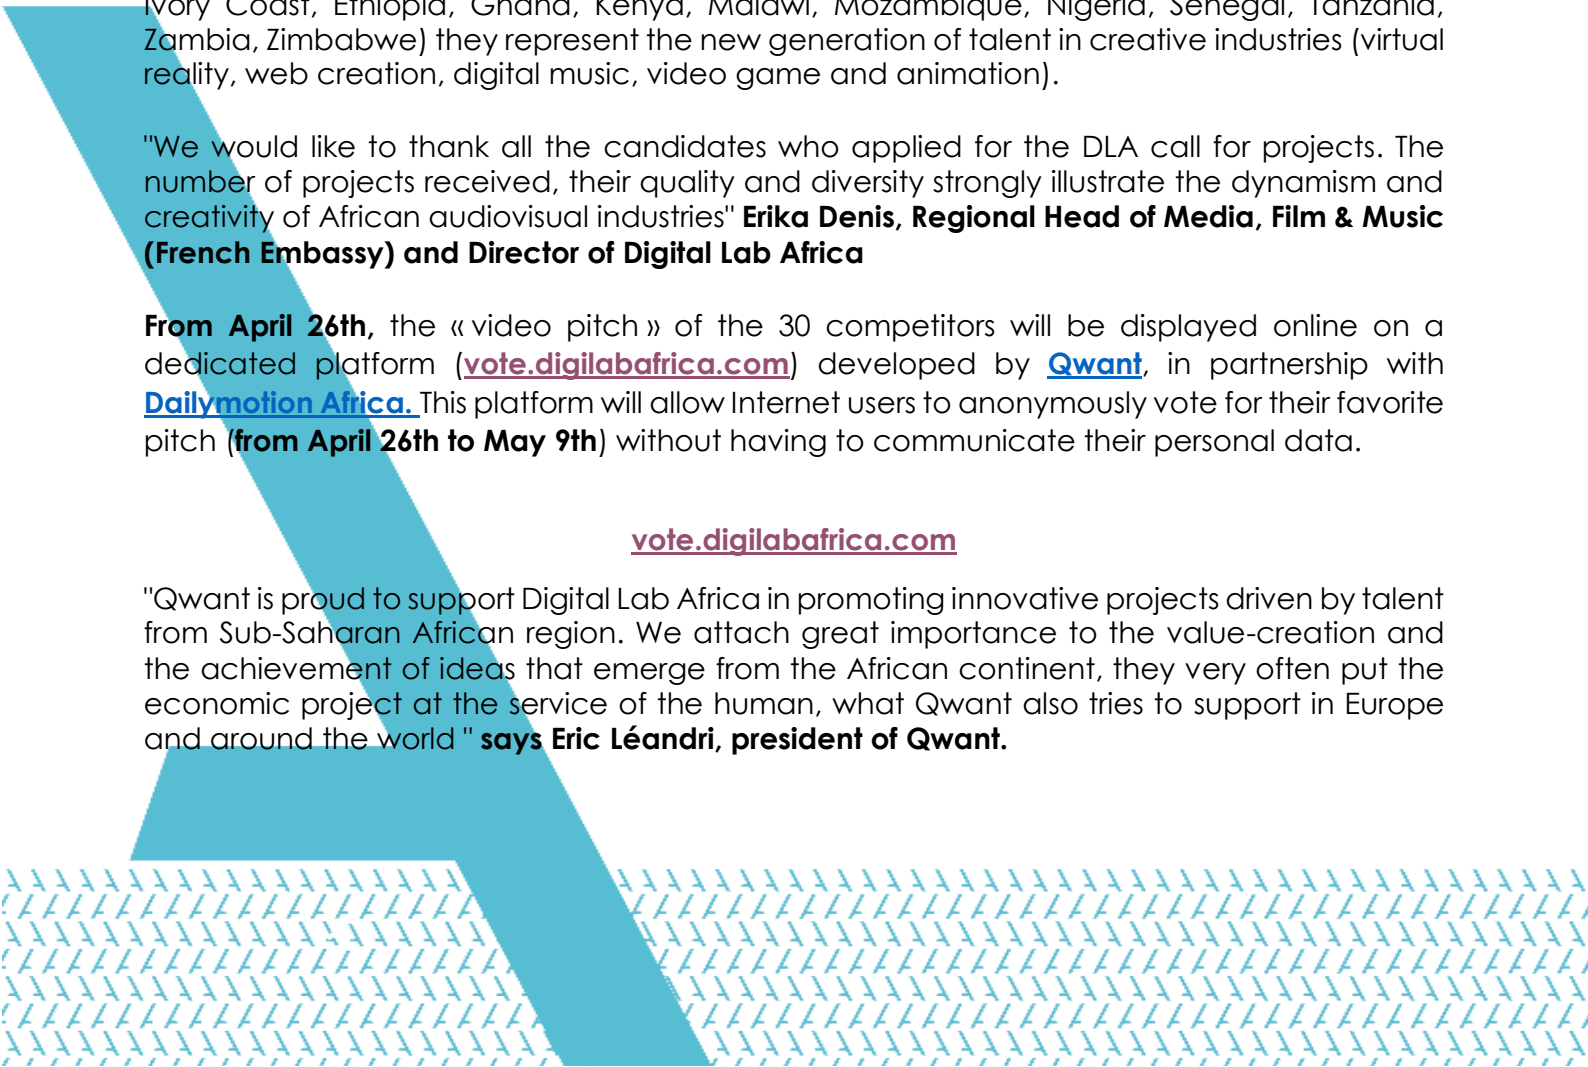 Ivory Coast, Ethiopia, Ghana, Kenya, Malawi, Mozambique, Nigeria, Senegal, Tanzania,
Zambia, Zimbabwe) they represent the new generation of talent in creative industries (virtual
reality, web creation, digital music, video game and animation).
"We would like to thank all the candidates who applied for the DLA call for projects. The
number of projects received, their quality and diversity strongly illustrate the dynamism and
creativity of African audiovisual industries" Erika Denis, Regional Head of Media, Film & Music
(French Embassy) and Director of Digital Lab Africa
From April 26th, the « video pitch » of the 30 competitors will be displayed online on a
dedicated platform (vote.digilabafrica.com) developed by Qwant, in partnership with
Dailymotion Africa. This platform will allow Internet users to anonymously vote for their favorite
pitch (from April 26th to May 9th) without having to communicate their personal data.
vote.digilabafrica.com
"Qwant is proud to support Digital Lab Africa in promoting innovative projects driven by talent
from Sub-Saharan African region. We attach great importance to the value-creation and
the achievement of ideas that emerge from the African continent, they very often put the
economic project at the service of the human, what Qwant also tries to support in Europe
and around the world " says Eric Léandri, president of Qwant.